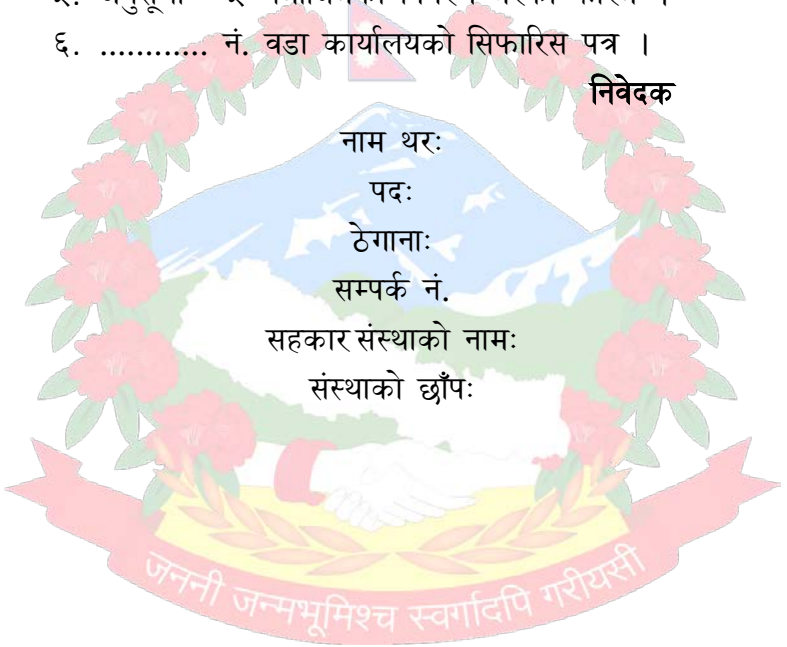 ६. ............ नं. वडा कार्यालयको सिफारिस पत्र ।
निवेदक
नाम थरः
पदः
ठेगानाः
सम्पर्क नं.
सहकार संस्थाको नामः
संस्थाको छाँपः
जननी जन्मभूमिश्च स्वर्गादपि गरीयसी